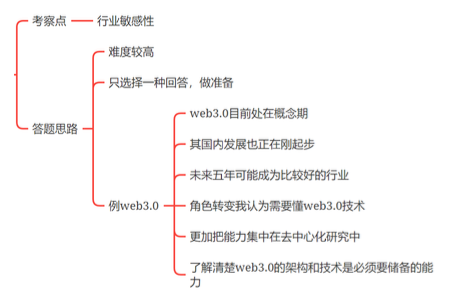 考察点
行业敏感性
答题思路
难度较高
只选择一种回答，做准备
例web3.0
web3.0目前处在概念期
其国内发展也正在刚起步
未来五年可能成为比较好的行业
角色转变我认为需要懂web3.0技术
更加把能力集中在去中心化研究中
了解清楚web3.0的架构和技术是必须要储备的能
力